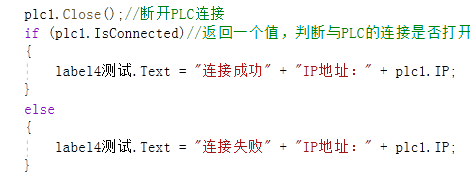 plc1.Close();//断开PLC连接
if (plc1.IsConnected)//返回一个值，判断与PLC的连接是否打开
{
label4测试.Text = "连接成功" + "IP地址：" + plc1.IP;
}
else
{
label4测试.Text = "连接失败" + "IP地址：" + plc1.IP;
}